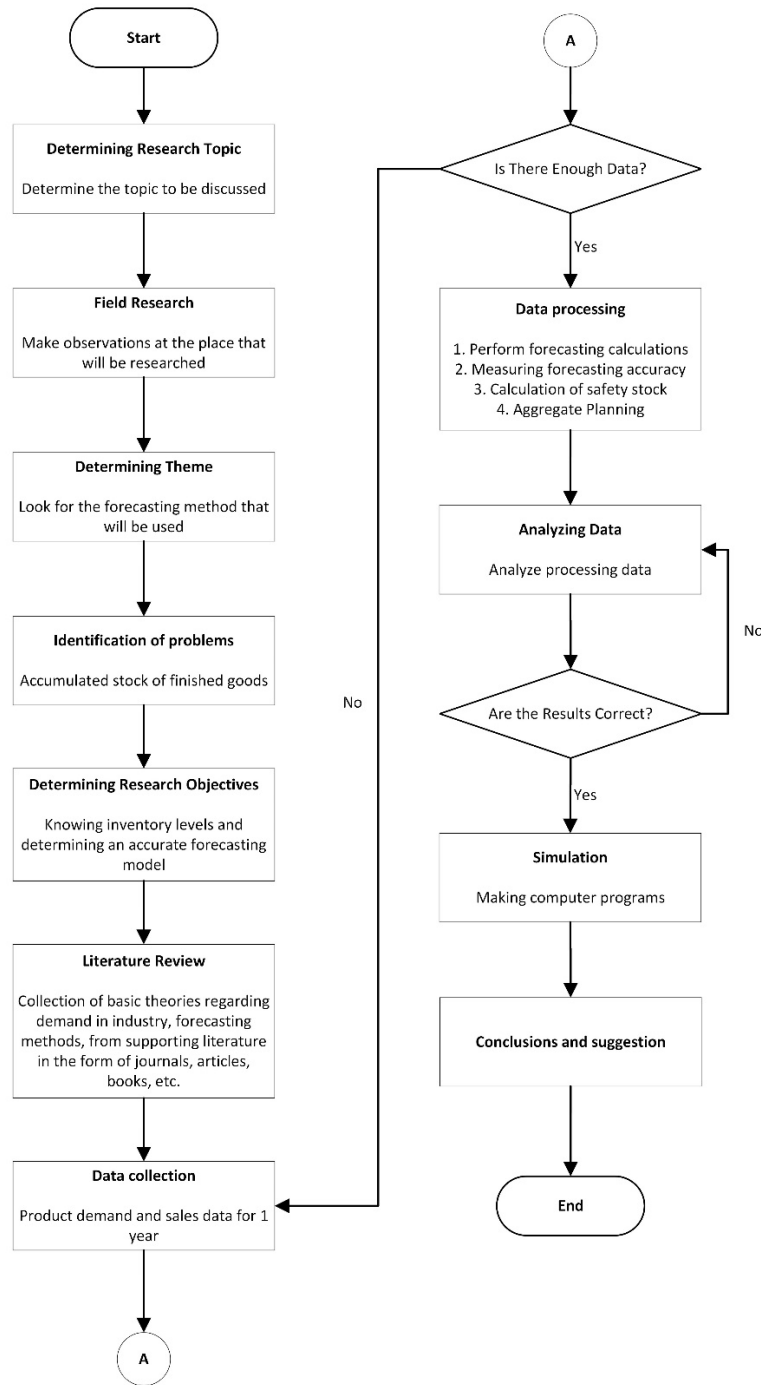 Start
Determining Research Topic
Determine the topic to be discussed
Field Research
Make observations at the place that
will be researched
Determining Theme
Look for the forecasting method that
will be used
Identification of problems
Accumulated stock of finished goods
Determining Research Objectives
Knowing inventory levels and
determining an accurate forecasting
model
Literature Review
Collection of basic theories regarding
demand in industry, forecasting
methods, from supporting literature
in the form of journals, articles,
books, etc.
Data collection
Product demand and sales data for 1
year
A
A
Is There Enough Data?
No
Yes
Data processing
1. Perform forecasting calculations
2. Measuring forecasting accuracy
3. Calculation of safety stock
4. Aggregate Planning
Analyzing Data
Analyze processing data
No
Are the Results Correct?
Yes
Simulation
Making computer programs
Conclusions and suggestion
End